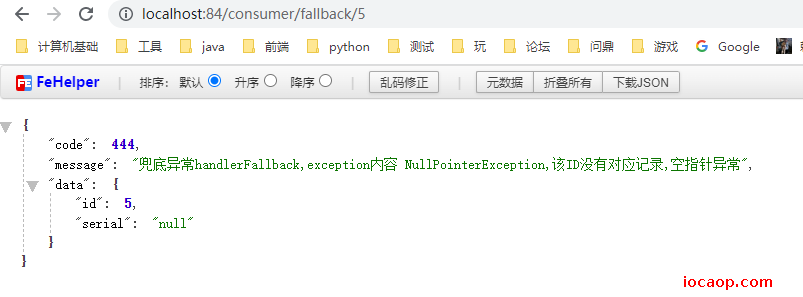 localhost:84/consumer/fallback/5
计算机基础 工具 java 前端 python 测试 玩 论坛 问鼎 游戏 Google
FeHelper 排序： 默认 升序 降序 乱码修正 元数据 折叠所有 下载JSON
{
"code": 444,
"message": "兜底异常handlerFallback,exception内容 NullPointerException,该ID没有对应记录,空指针异常",
"data": {
"id": 5,
"serial": "null"
}
}
iocaop.com